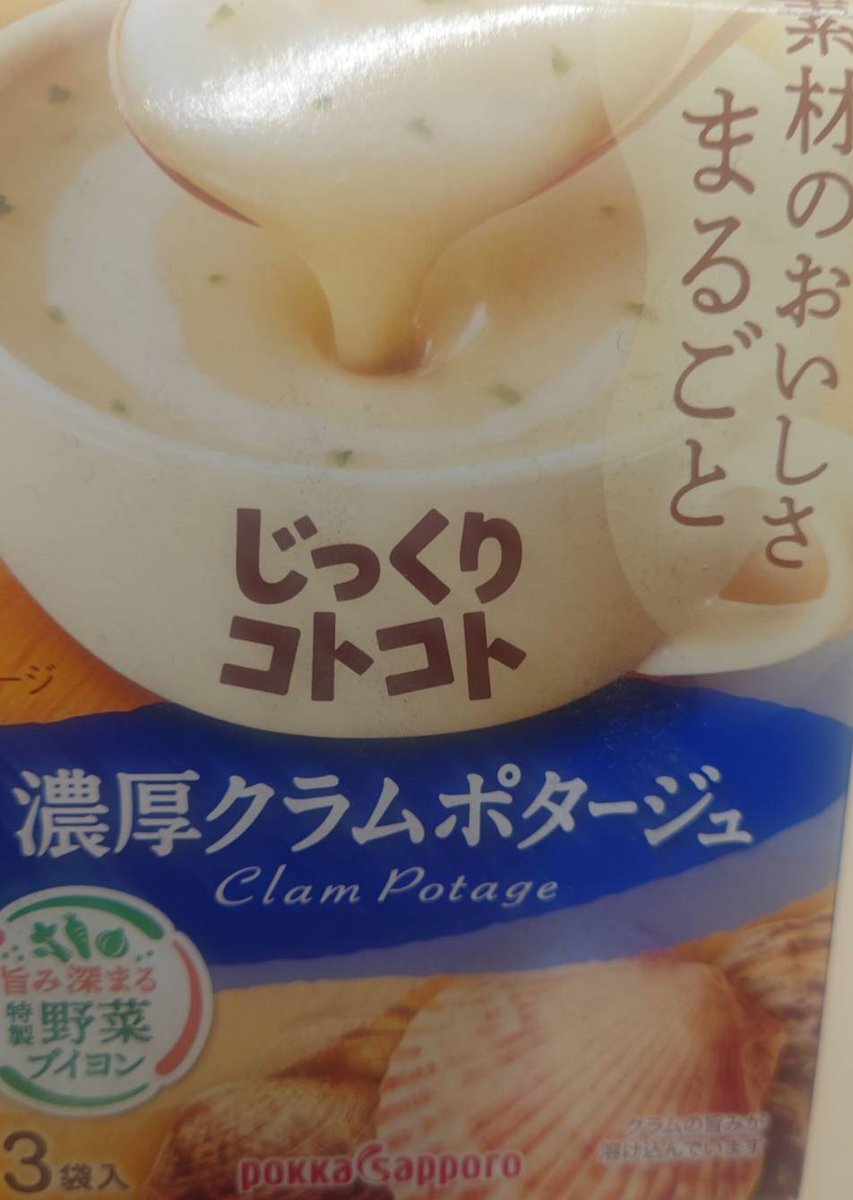 素材のおいしさ
まるごと
じっくり
コトコト
ージ
濃厚クラムポタージュ
Clam Potage
旨み深まる
特製
野菜
ブイヨン
3袋入
pokka sapporo
クラムの旨みが
溶け込んでいます